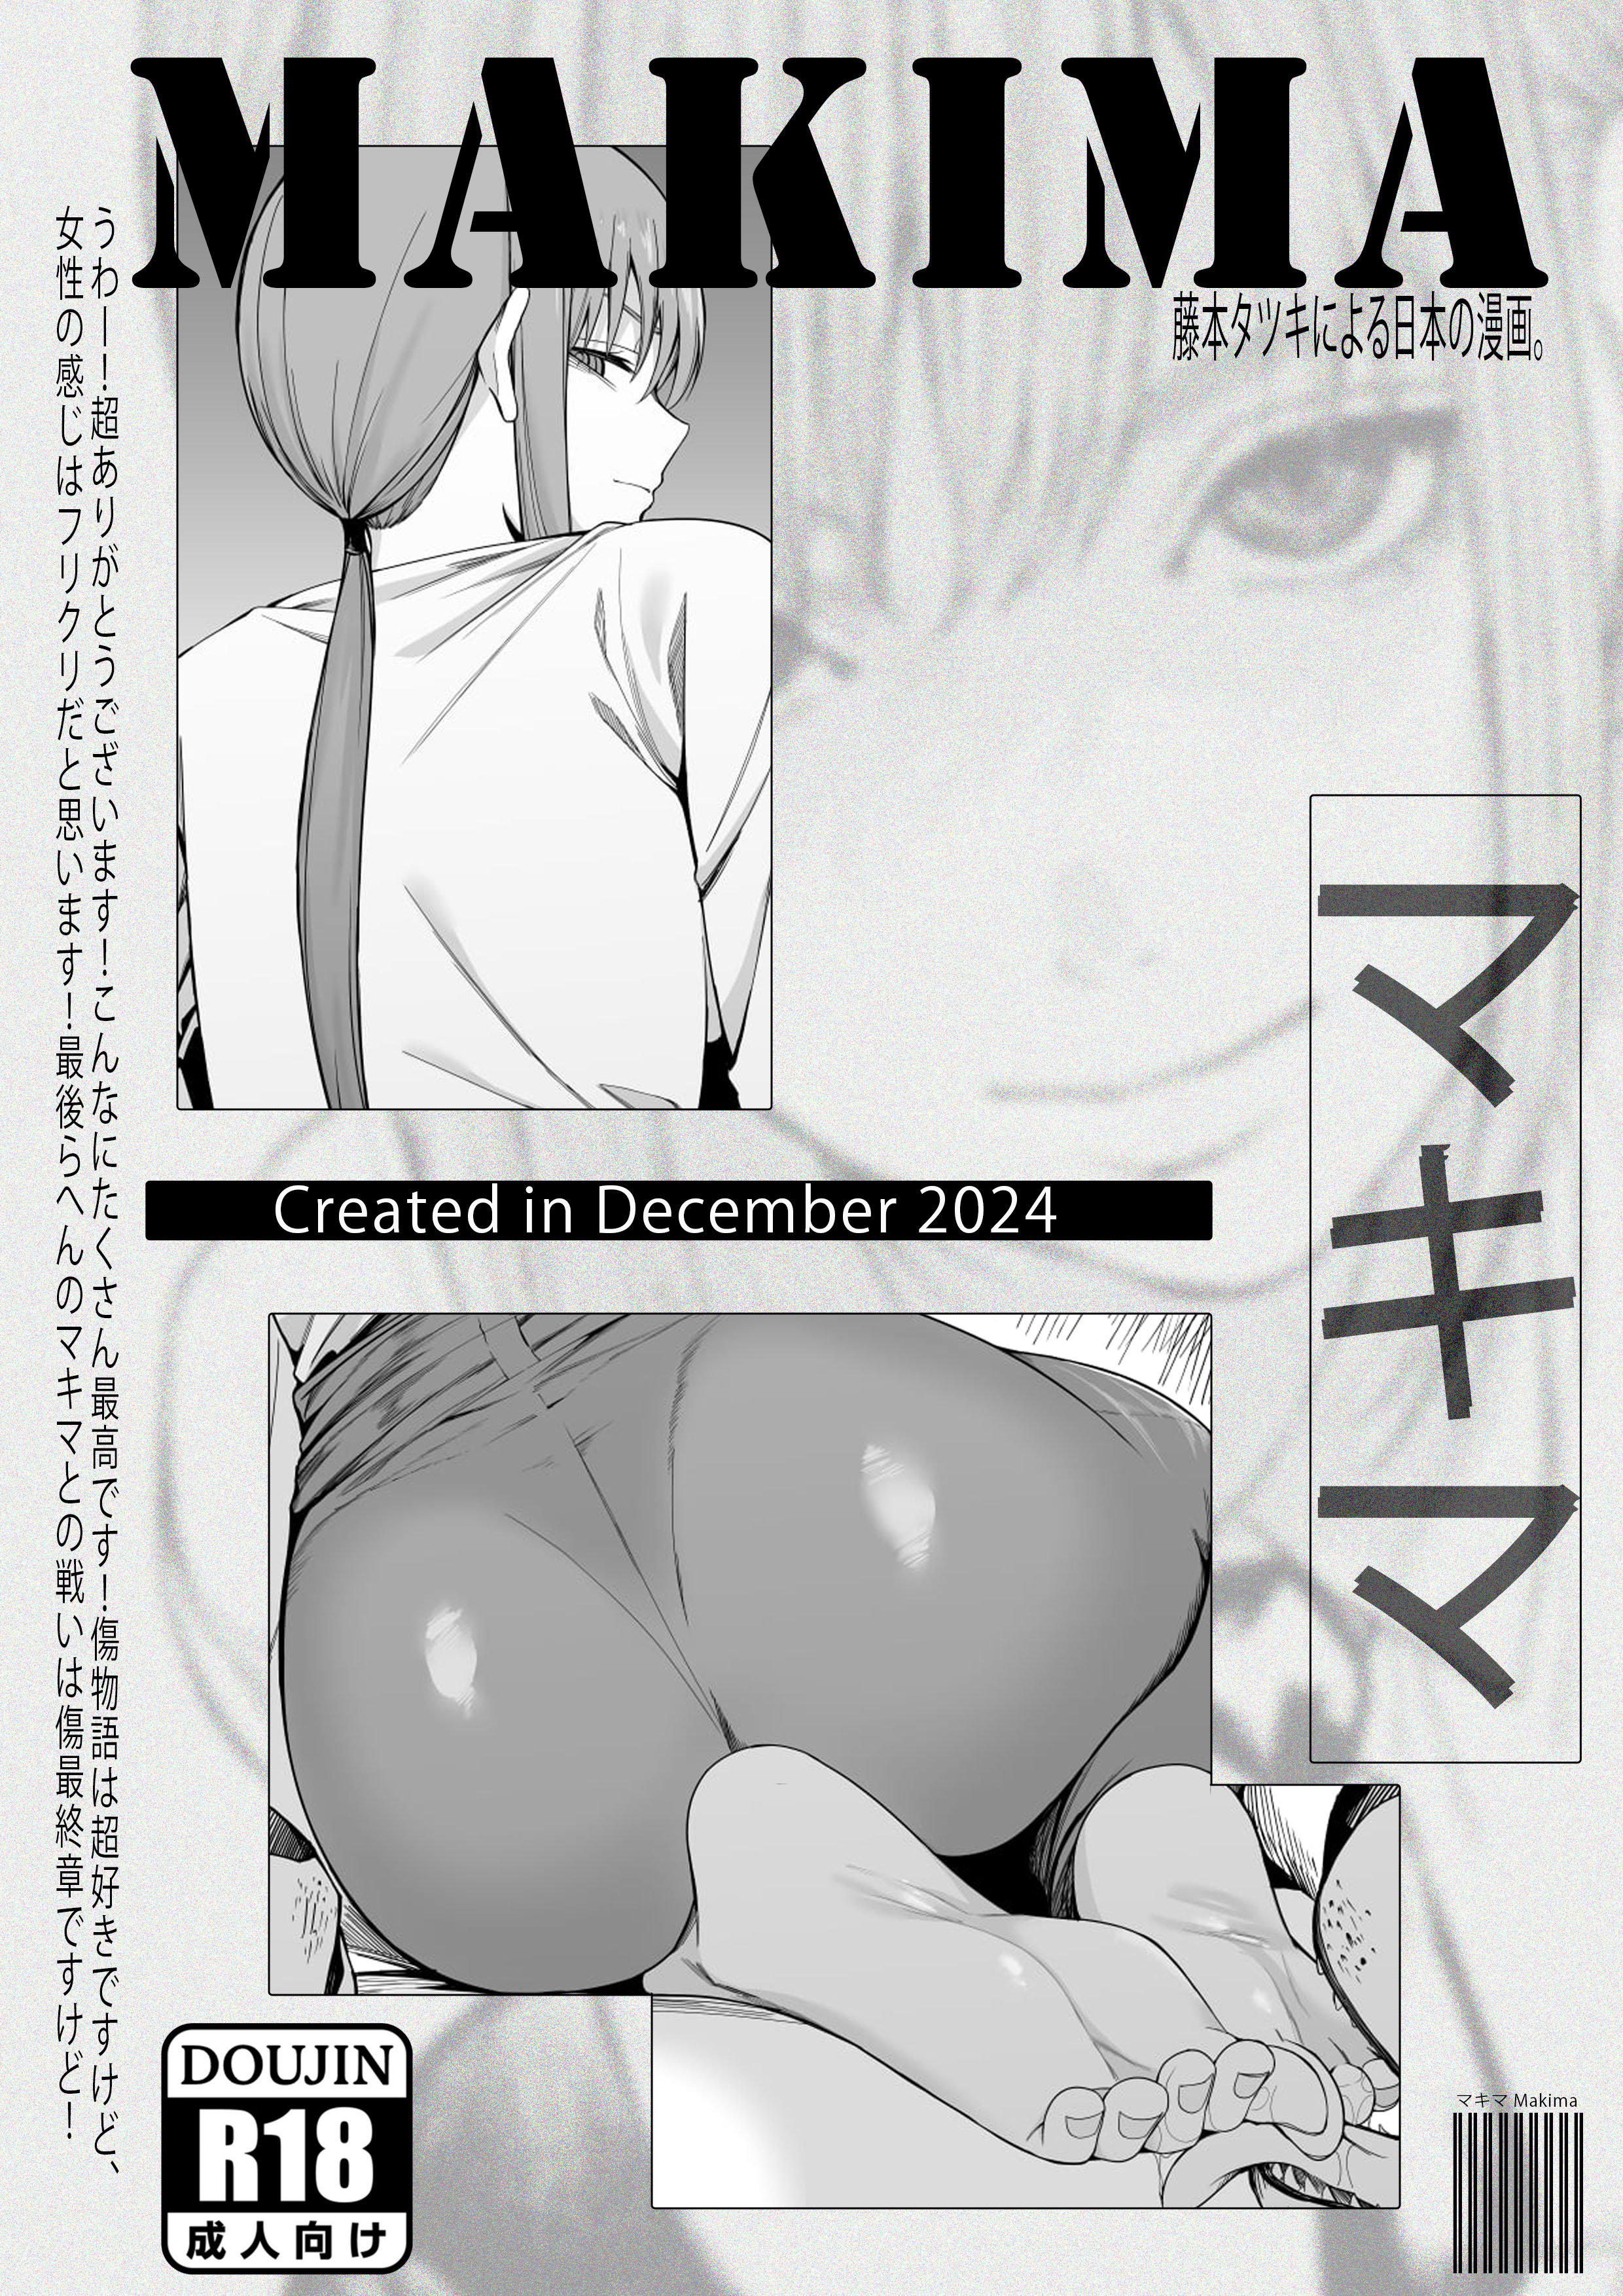 MAKIMA
藤本タツキによる日本の漫画。
うわー！超ありがとうございます！こんなにたくさん最高です！傷物語は超好きですけど、
女性の感じはフリクリだと思います！最後らへんのマキマとの戦いは傷最終章ですけど！
マキマ
Created in December 2024
DOUJIN
R18
成人向け
マキマ Makima